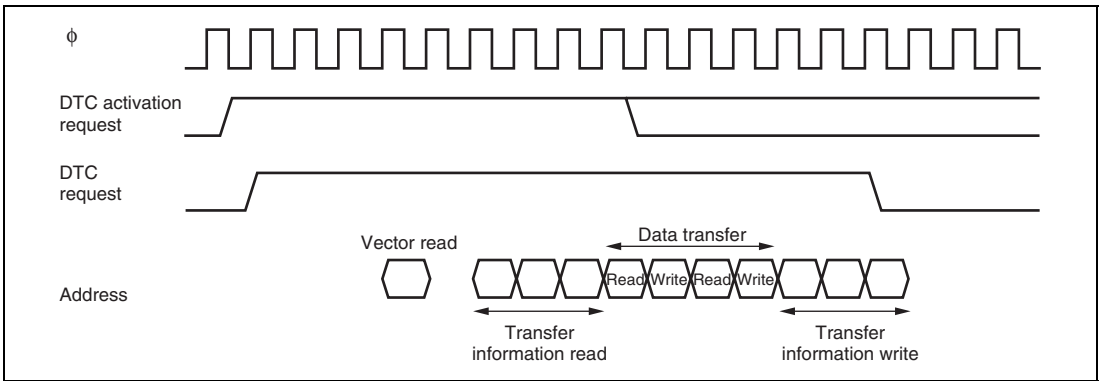 ϕ
DTC activation
request
DTC
request
Vector read
Data transfer
Address
Read Write Read Write
Transfer
information read
Transfer
information write